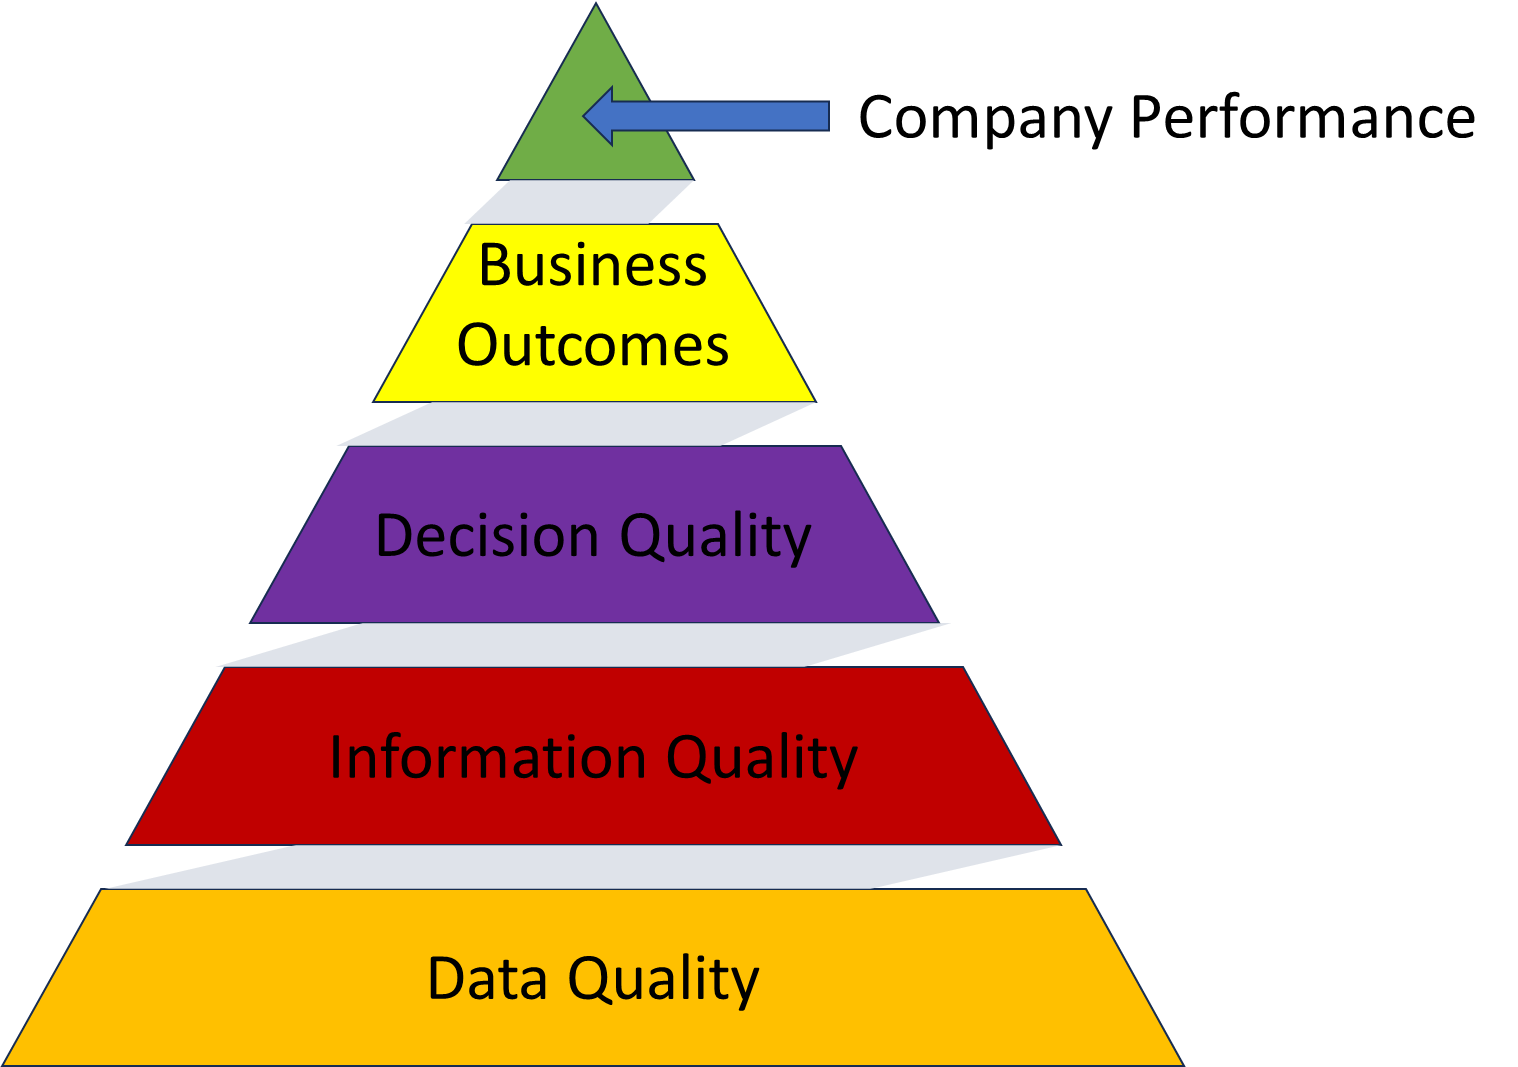 Company Performance
Business
Outcomes
Decision Quality
Information Quality
Data Quality